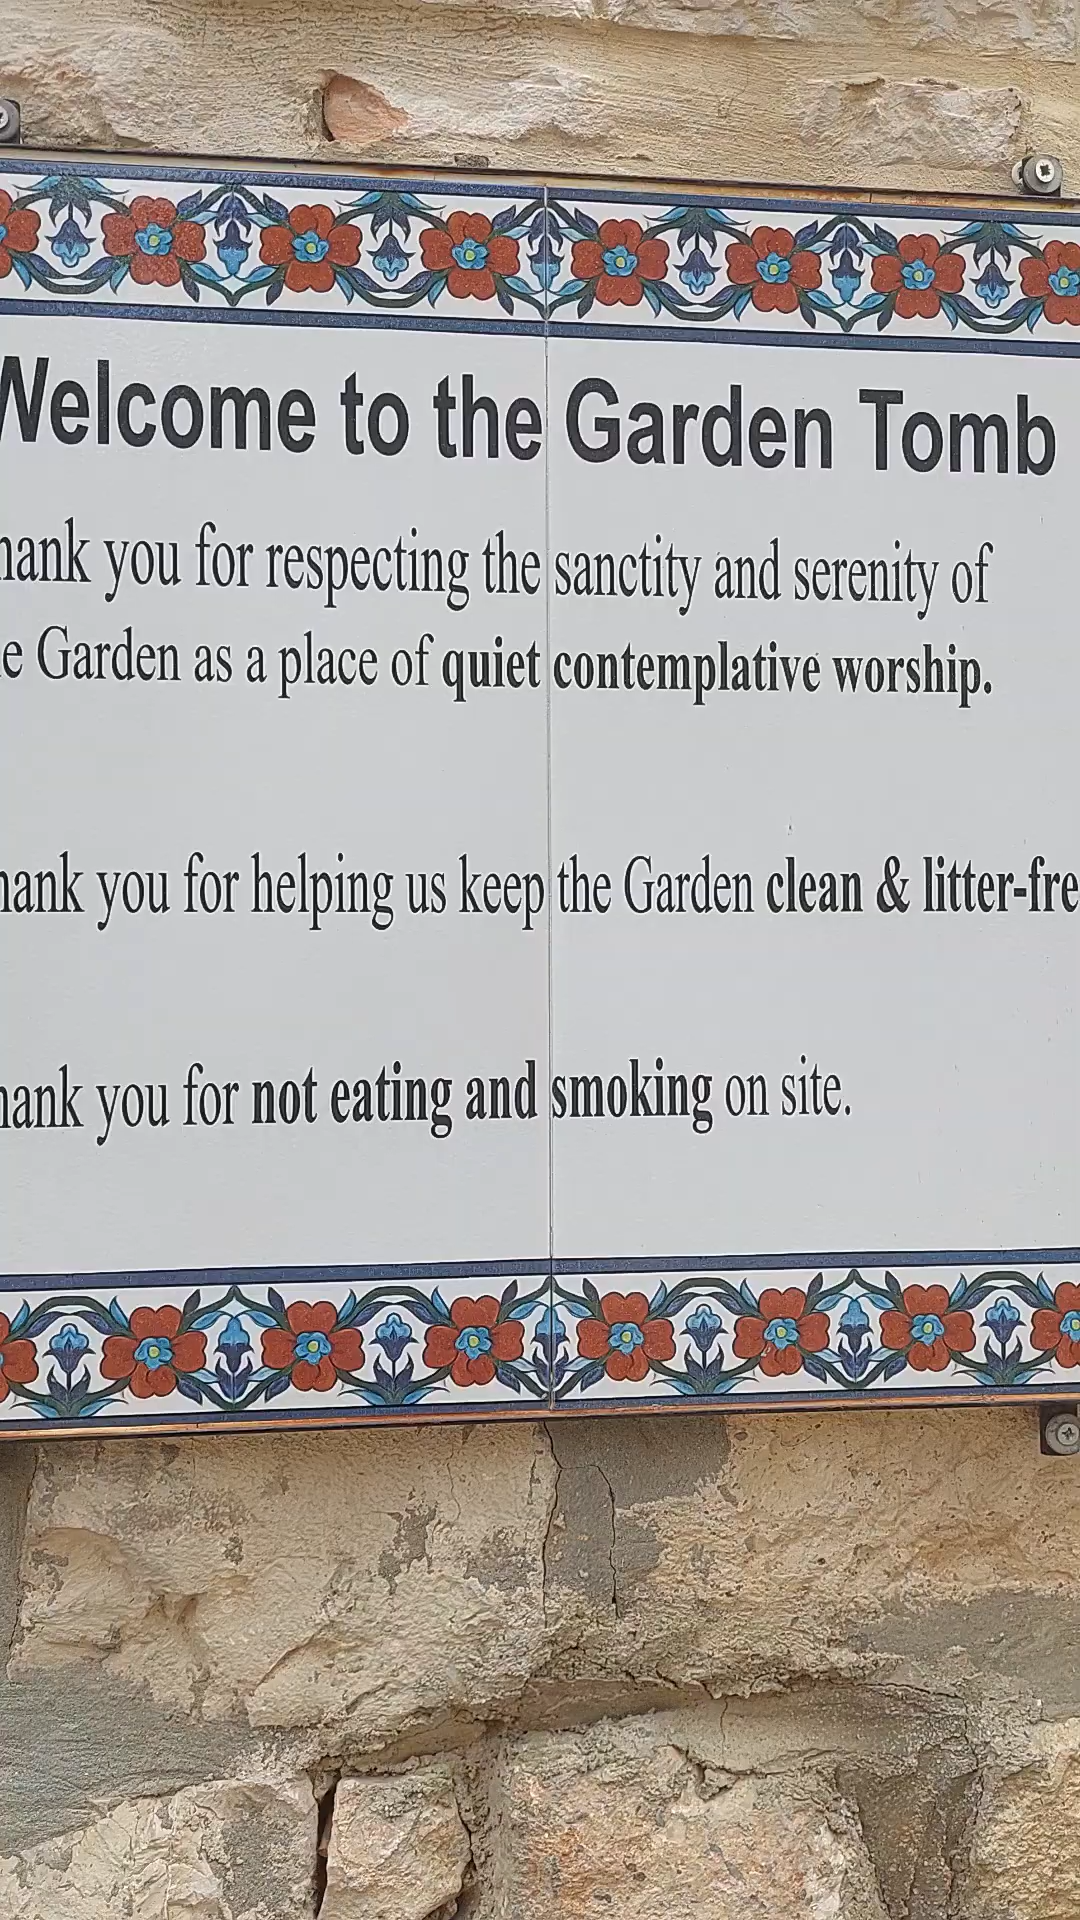 Welcome to the Garden Tomb
hank you for respecting the sanctity and serenity of
e Garden as a place of quiet contemplative worship.
hank you for helping us keep the Garden clean & litter-fre
hank you for not eating and smoking on site.